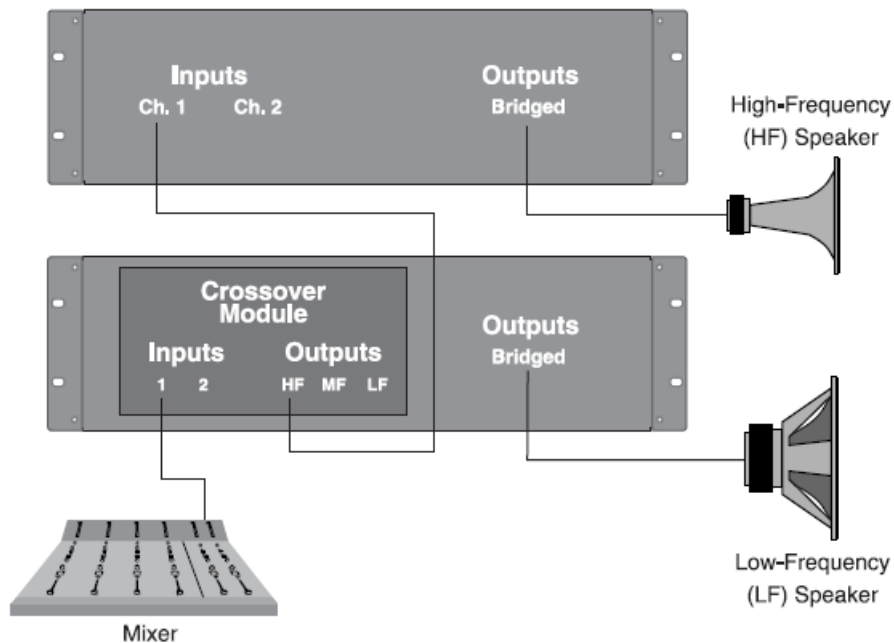 Inputs
Ch. 1 Ch. 2
Outputs
Bridged
High-Frequency
(HF) Speaker
Crossover
Module
Inputs
1 2
Outputs
HF MF LF
Outputs
Bridged
Low-Frequency
(LF) Speaker
Mixer